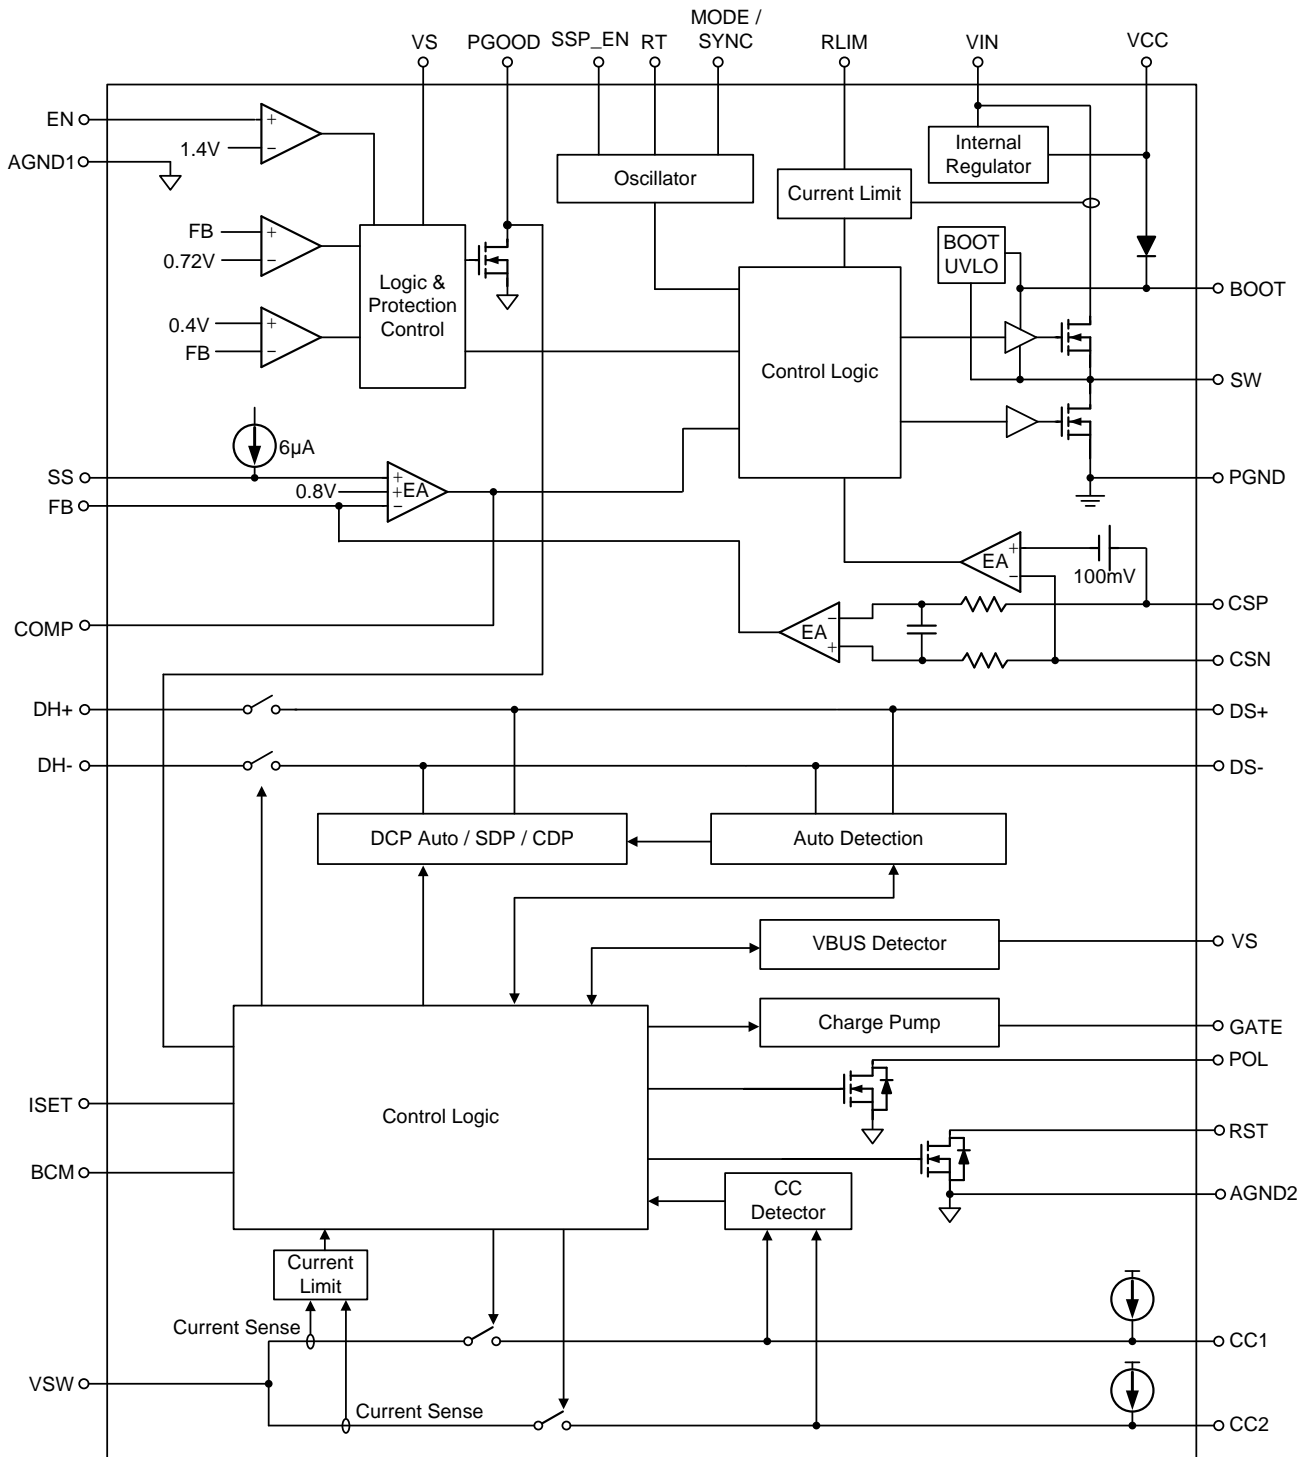 MODE /
SYNC
VS
PGOOD
SSP_EN
RT
RLIM
VIN
VCC
EN
+
−
1.4V
AGND1
Oscillator
Current Limit
Internal
Regulator
FB
+
0.72V
−
Logic &
Protection
Control
BOOT
UVLO
BOOT
0.4V
+
FB
−
Control Logic
SW
6µA
SS
+
0.8V
+
EA
FB
−
PGND
EA
+
−
100mV
CSP
COMP
EA
−
+
CSN
DH+
DS+
DH-
DS-
DCP Auto / SDP / CDP
Auto Detection
VBUS Detector
VS
Charge Pump
GATE
POL
ISET
Control Logic
RST
BCM
CC
Detector
AGND2
Current
Limit
Current Sense
CC1
VSW
Current Sense
CC2